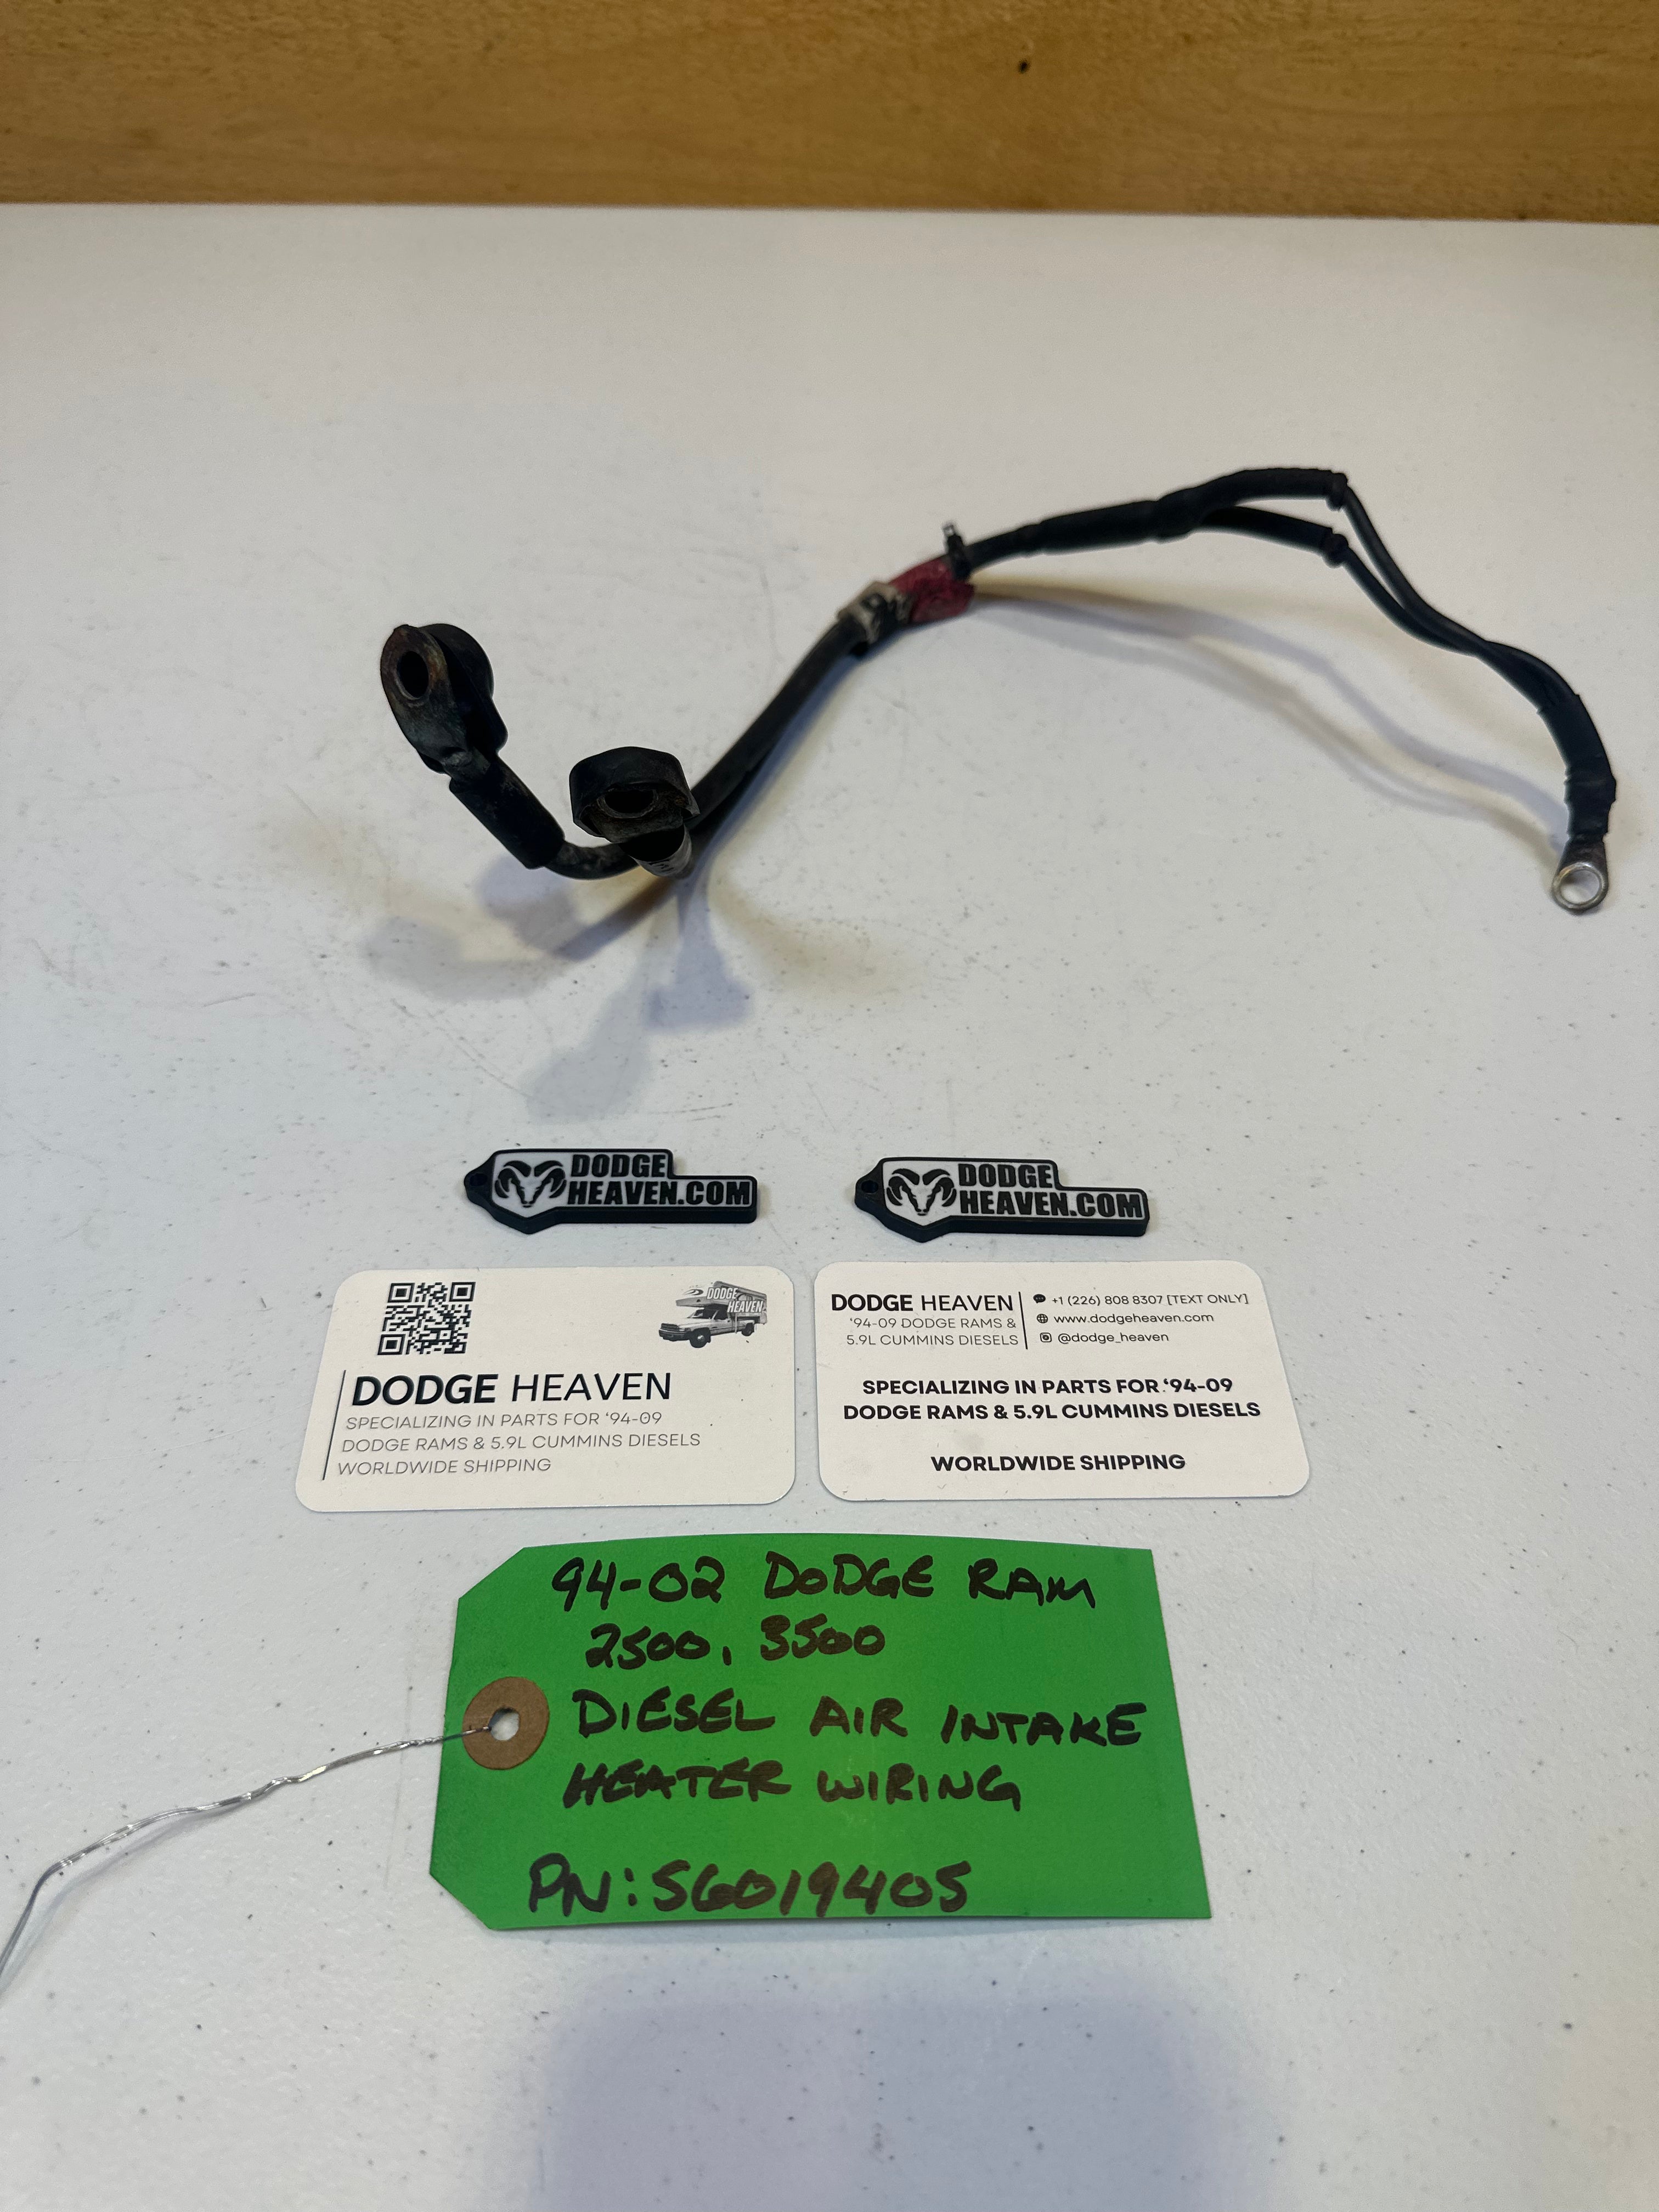 DODGE
HEAVEN.COM
DODGE
HEAVEN.COM
DODGE
HEAVEN
DODGE HEAVEN
SPECIALIZING IN PARTS FOR '94-09
DODGE RAMS & 5.9L CUMMINS DIESELS
WORLDWIDE SHIPPING
DODGE HEAVEN
'94-09 DODGE RAMS &
5.9L CUMMINS DIESELS
+1 (226) 808 8307 [TEXT ONLY]
www.dodgeheaven.com
@dodge_heaven
SPECIALIZING IN PARTS FOR '94-09
DODGE RAMS & 5.9L CUMMINS DIESELS
WORLDWIDE SHIPPING
94-02 DODGE RAM
2500, 3500
DIESEL AIR INTAKE
HEATER WIRING
PN: 56019405